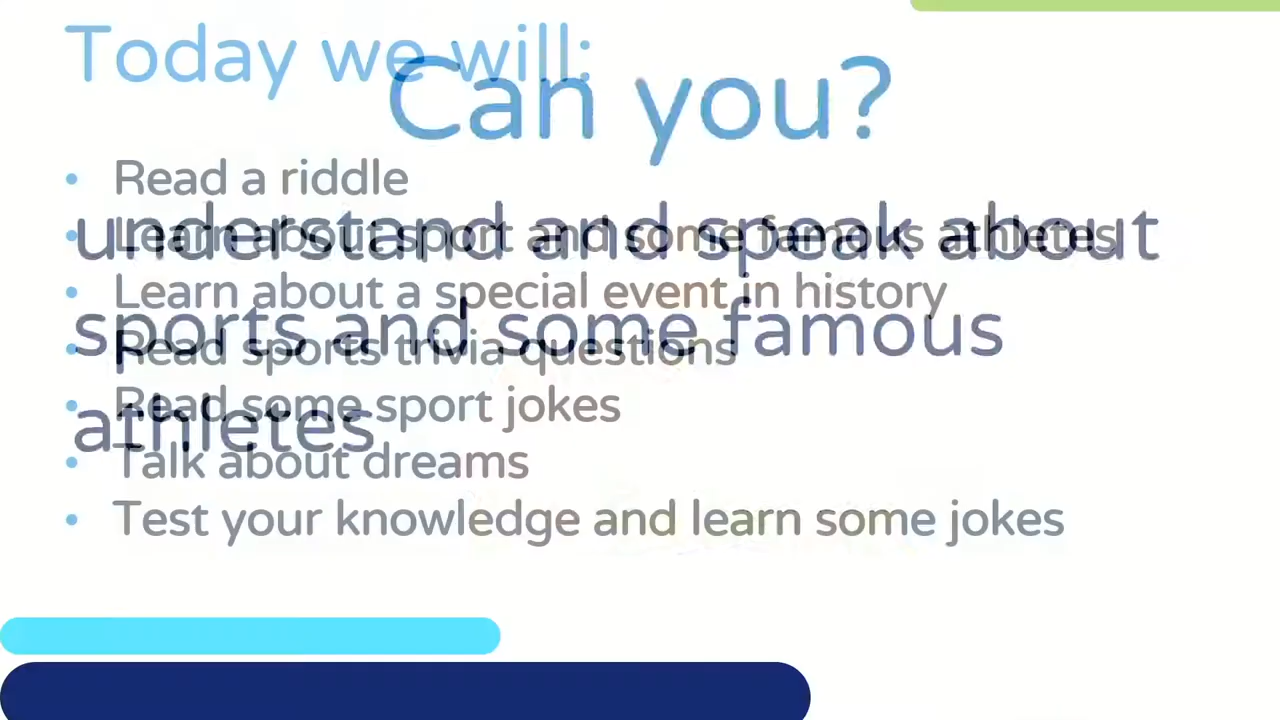 Today we will:
Can you?
• Read a riddle
understand and speak about
• Learn about sport and some famous athletes
• Learn about a special event in history
sports and some famous
• Read sports trivia questions
• Read some sport jokes
athletes
• Talk about dreams
• Test your knowledge and learn some jokes